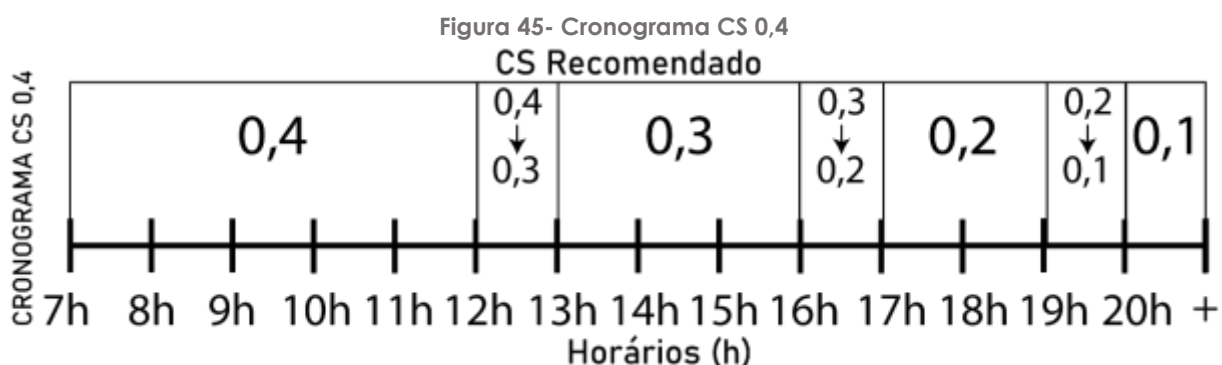 Figura 45- Cronograma CS 0,4
CS Recomendado
CRONOGRAMA CS 0,4
0,4
0,4
↓
0,3
0,3
0,3
↓
0,2
0,2
0,2
↓
0,1
0,1
7h 8h 9h 10h 11h 12h 13h 14h 15h 16h 17h 18h 19h 20h +
Horários (h)